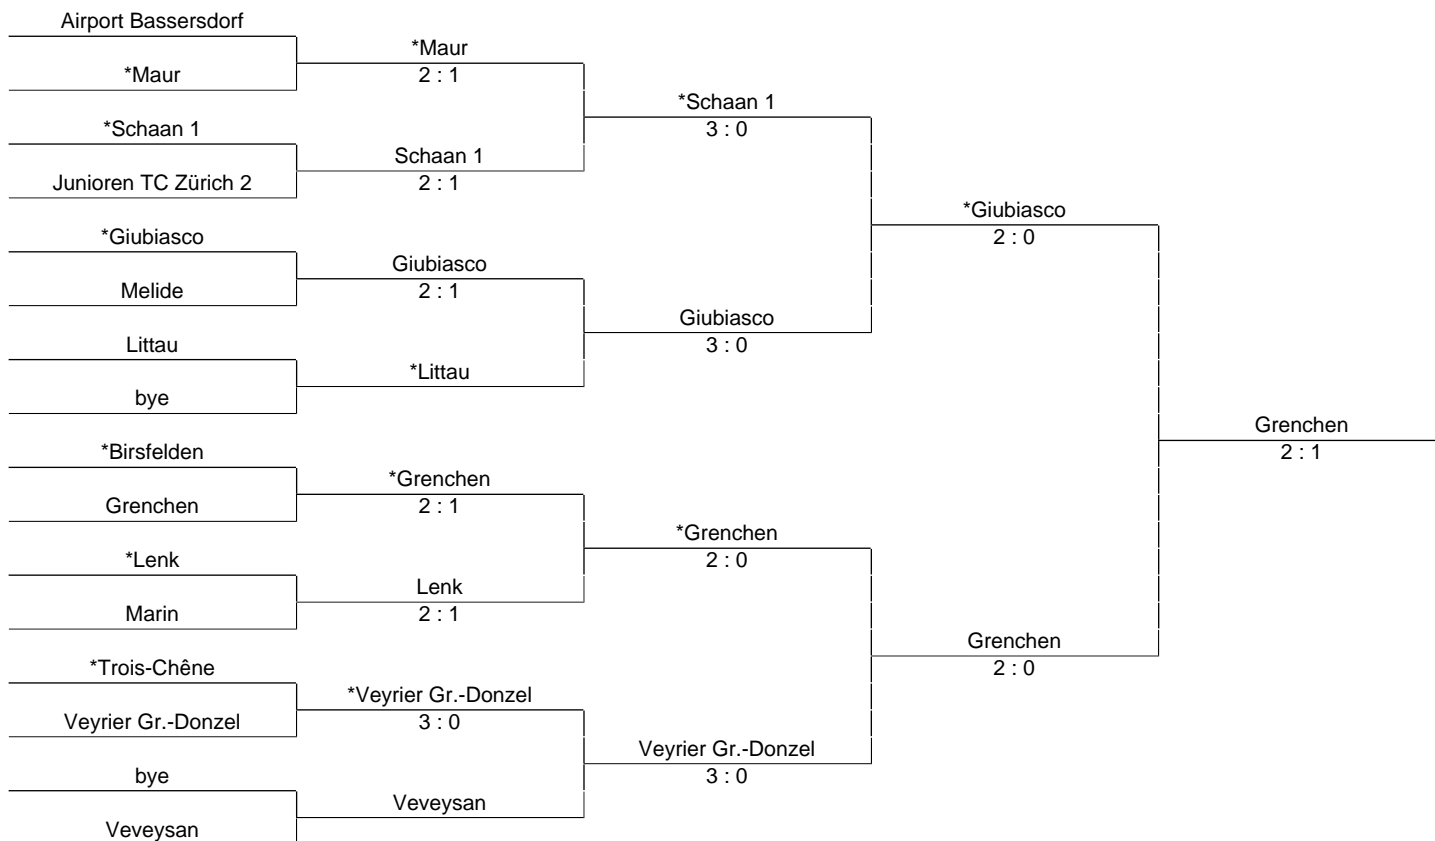 Airport Bassersdorf
*Maur
*Maur
2 : 1
*Schaan 1
3 : 0
*Schaan 1
Schaan 1
2 : 1
Junioren TC Zürich 2
*Giubiasco
2 : 0
*Giubiasco
Giubiasco
2 : 1
Melide
Giubiasco
3 : 0
Littau
*Littau
bye
Grenchen
2 : 1
*Birsfelden
*Grenchen
2 : 1
Grenchen
*Grenchen
2 : 0
*Lenk
Lenk
2 : 1
Marin
Grenchen
2 : 0
*Trois-Chêne
*Veyrier Gr.-Donzel
3 : 0
Veyrier Gr.-Donzel
Veyrier Gr.-Donzel
3 : 0
bye
Veveysan
Veveysan